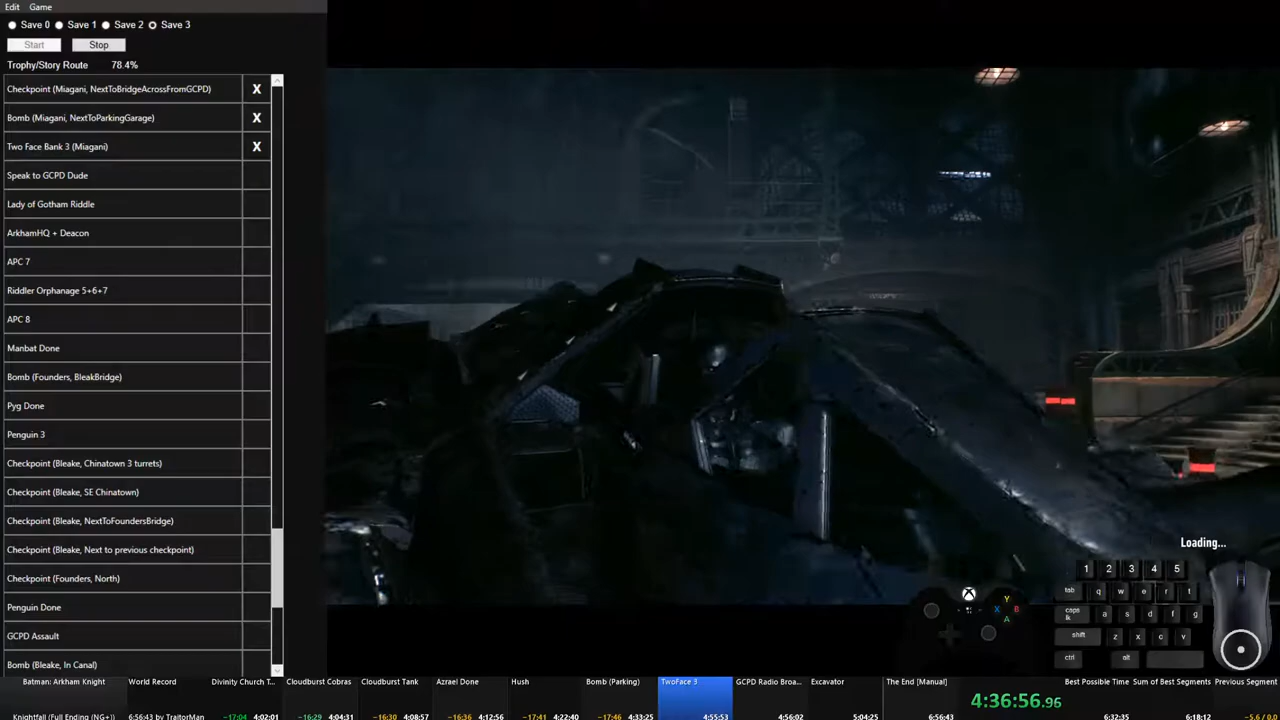 Edit Game
Save 0 Save 1 Save 2 Save 3
Start Stop
Trophy/Story Route 78.4%
Checkpoint (Miagani, NextToBridgeAcrossFromGCPD) X
Bomb (Miagani, NextToParkingGarage) X
Two Face Bank 3 (Miagani) X
Speak to GCPD Dude
Lady of Gotham Riddle
ArkhamHQ + Deacon
APC 7
Riddler Orphanage 5+6+7
APC 8
Manbat Done
Bomb (Founders, BleakBridge)
Pyg Done
Penguin 3
Checkpoint (Bleake, Chinatown 3 turrets)
Checkpoint (Bleake, SE Chinatown)
Checkpoint (Bleake, NextToFoundersBridge)
Checkpoint (Bleake, Next to previous checkpoint)
Checkpoint (Founders, North)
Penguin Done
GCPD Assault
Bomb (Bleake, In Canal)
Loading...
1 2 3 4 5
tab q w e r t
caps lk a s d f g
shift z x c v
ctrl alt
Y
X B
A
Batman: Arkham Knight World Record Divinity Church T... Cloudburst Cobras Cloudburst Tank Azrael Done Hush Bomb (Parking) TwoFace 3 GCPD Radio Broa... Excavator The End [Manual] 4:36:56.96 Best Possible Time Sum of Best Segments Previous Segment
Knightfall (Full Ending (NG+)) 6:56:43 by TraitorMan -17:04 4:02:01 -16:29 4:04:31 -16:30 4:08:57 -16:36 4:12:56 -17:41 4:22:40 -17:46 4:33:25 4:55:53 4:56:02 5:04:25 6:56:43 6:32:35 6:18:12 -5.6 / 0.0